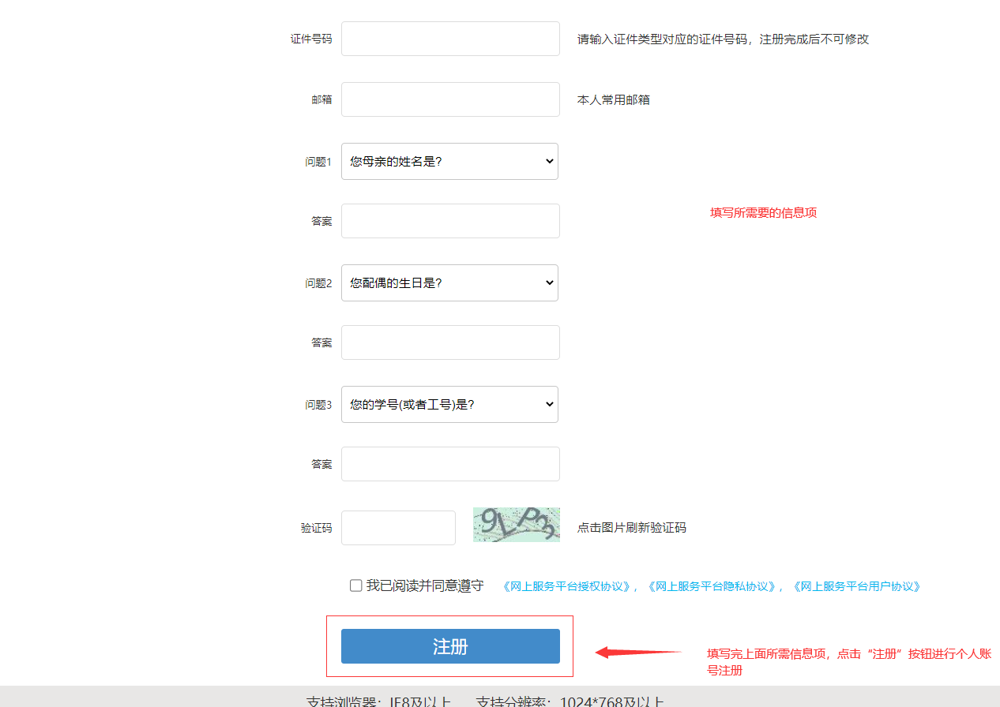 证件号码 请输入证件类型对应的证件号码，注册完成后不可修改
邮箱 本人常用邮箱
问题1 您母亲的姓名是?
填写所需要的信息项
答案
问题2 您配偶的生日是?
答案
问题3 您的学号(或者工号)是?
答案
验证码 9LP33 点击图片刷新验证码
我已阅读并同意遵守 《网上服务平台授权协议》，《网上服务平台隐私协议》，《网上服务平台用户协议》
注册
填写完上面所需信息项，点击“注册”按钮进行个人账
号注册
支持浏览器：IE8及以上 支持分辨率：1024*768及以上